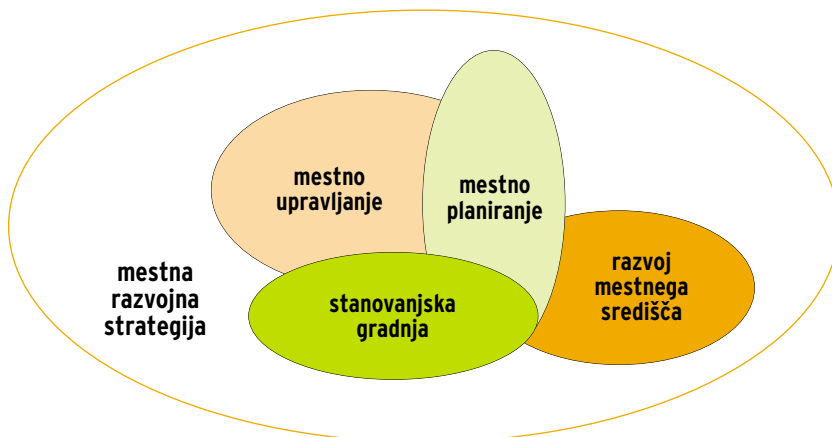 mestno
upravljanje
mestno
planiranje
mestna
razvojna
strategija
stanovanjska
gradnja
razvoj
mestnega
središča